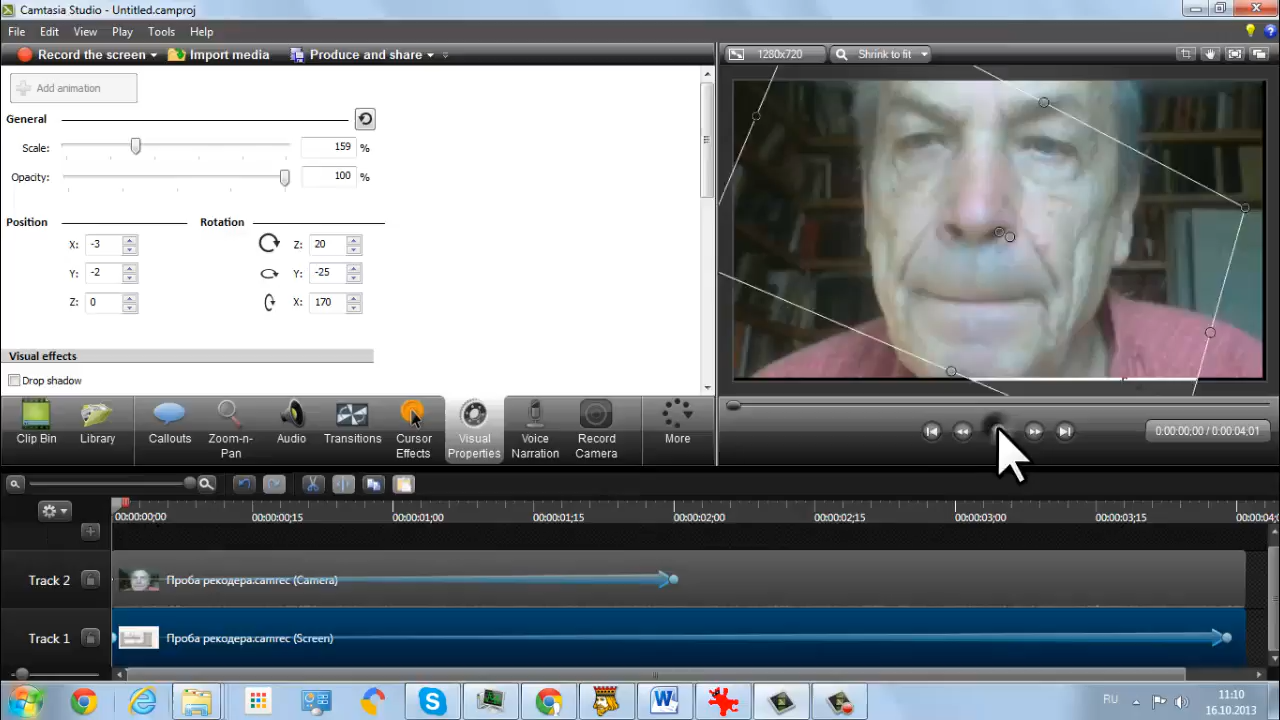 Camtasia Studio - Untitled.camproj
File Edit View Play Tools Help
Record the screen Import media Produce and share
1280x720 Shrink to fit
Add animation
General
Scale: 159 %
Opacity: 100 %
Position Rotation
X: -3 Z: 20
Y: -2 Y: -25
Z: 0 X: 170
Visual effects
Drop shadow
Clip Bin
Library
Callouts
Zoom-n-
Pan
Audio
Transitions
Cursor
Effects
Visual
Properties
Voice
Narration
Record
Camera
More
0:00:00,00 / 0:00:04,01
00:00:00;00 00:00:00;15 00:00:01;00 00:00:01;15 00:00:02;00 00:00:02;15 00:00:03;00 00:00:03;15 00:00:04;
Track 2 Проба рекодера.camrec (Camera)
Track 1 Проба рекодера.camrec (Screen)
RU
11:10
16.10.2013